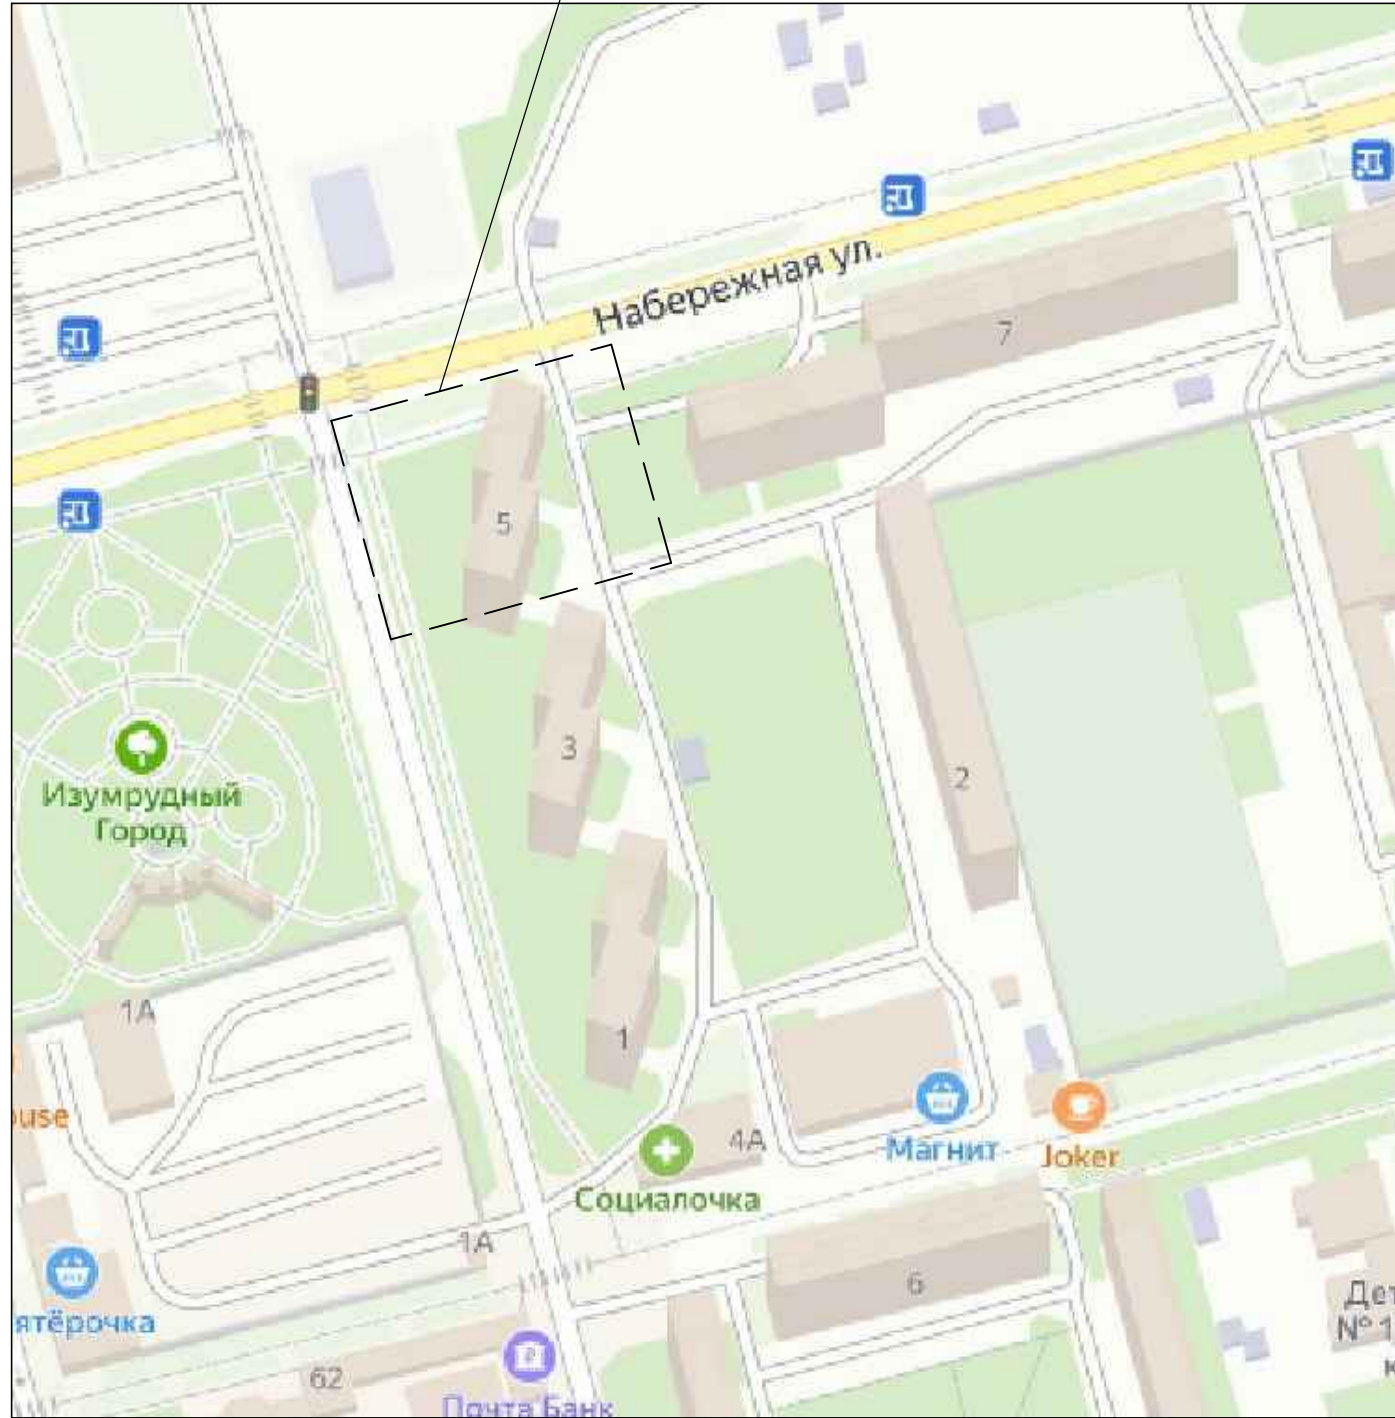 Набережная ул.
7
5
3
2
Изумрудный
Город
1А
1
4А
Магнит
Joker
Социалочка
1А
6
62
Почта Банк